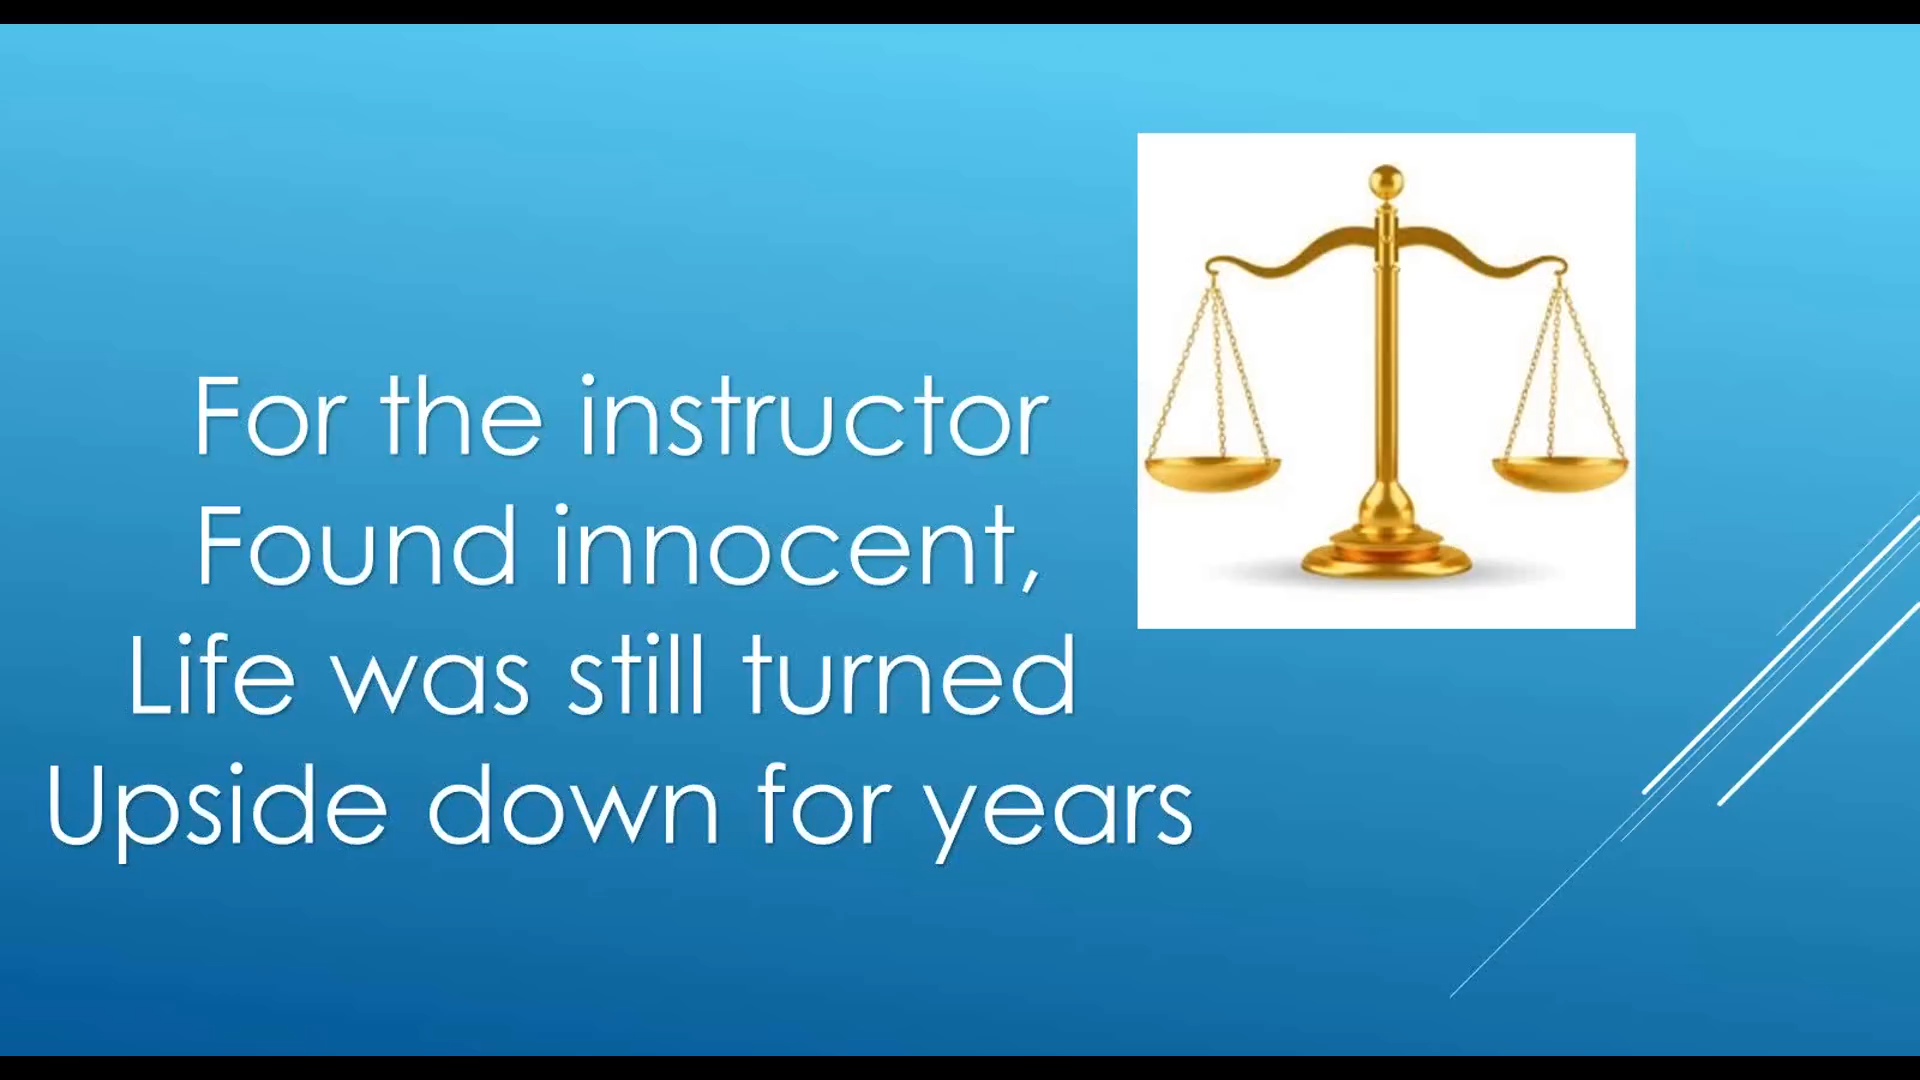 For the instructor
Found innocent,
Life was still turned
Upside down for years